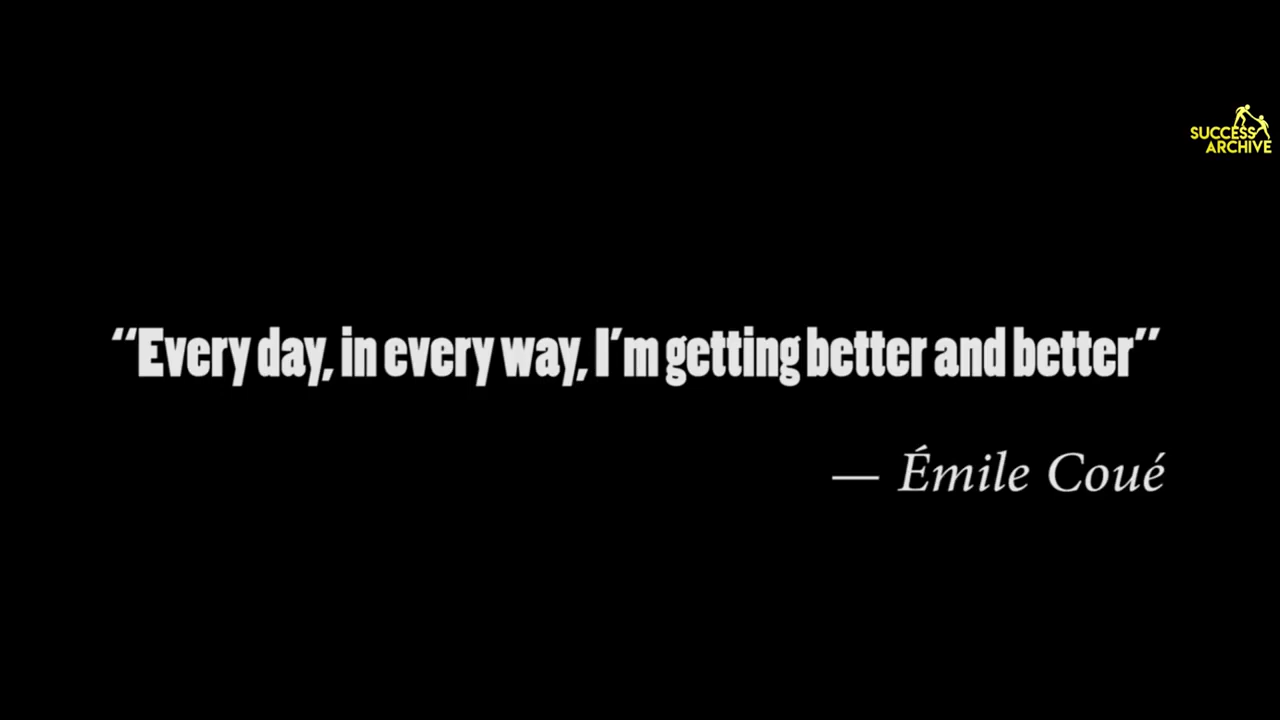 SUCCESS
ARCHIVE
“Every day, in every way, I'm getting better and better”
— Émile Coué